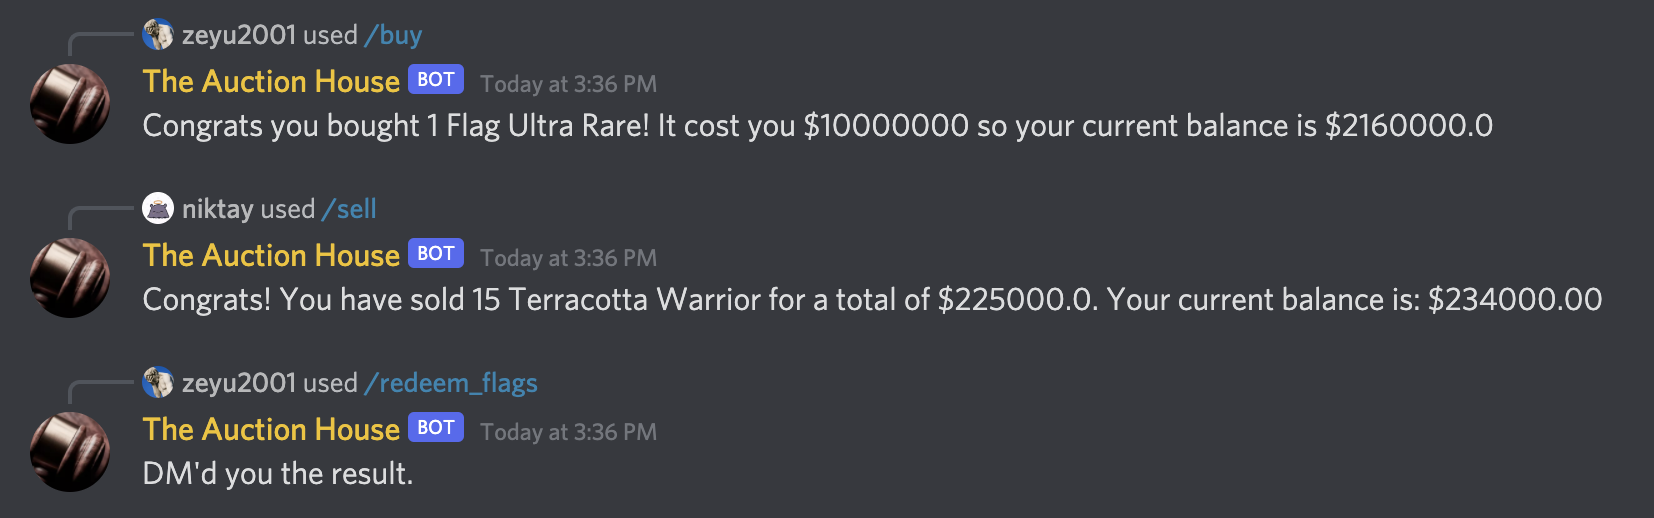 zeyu2001 used /buy
The Auction House BOT Today at 3:36 PM
Congrats you bought 1 Flag Ultra Rare! It cost you $10000000 so your current balance is $2160000.0
niktay used /sell
The Auction House BOT Today at 3:36 PM
Congrats! You have sold 15 Terracotta Warrior for a total of $225000.0. Your current balance is: $234000.00
zeyu2001 used /redeem_flags
The Auction House BOT Today at 3:36 PM
DM'd you the result.